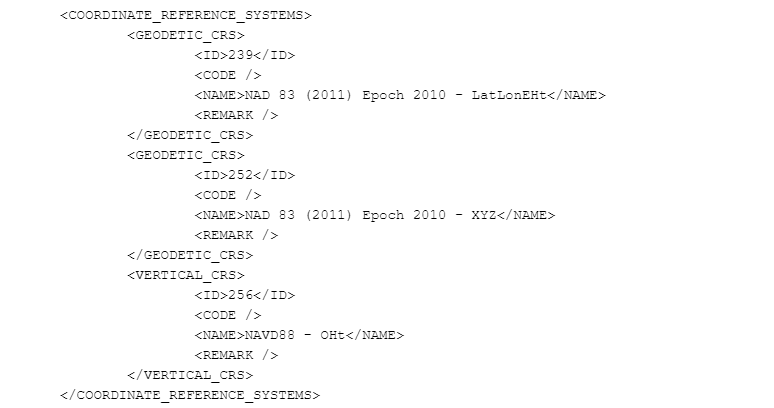 <COORDINATE_REFERENCE_SYSTEMS>
<GEODETIC_CRS>
<ID>239</ID>
<CODE />
<NAME>NAD 83 (2011) Epoch 2010 - LatLonEHt</NAME>
<REMARK />
</GEODETIC_CRS>
<GEODETIC_CRS>
<ID>252</ID>
<CODE />
<NAME>NAD 83 (2011) Epoch 2010 - XYZ</NAME>
<REMARK />
</GEODETIC_CRS>
<VERTICAL_CRS>
<ID>256</ID>
<CODE />
<NAME>NAVD88 - OHt</NAME>
<REMARK />
</VERTICAL_CRS>
</COORDINATE_REFERENCE_SYSTEMS>